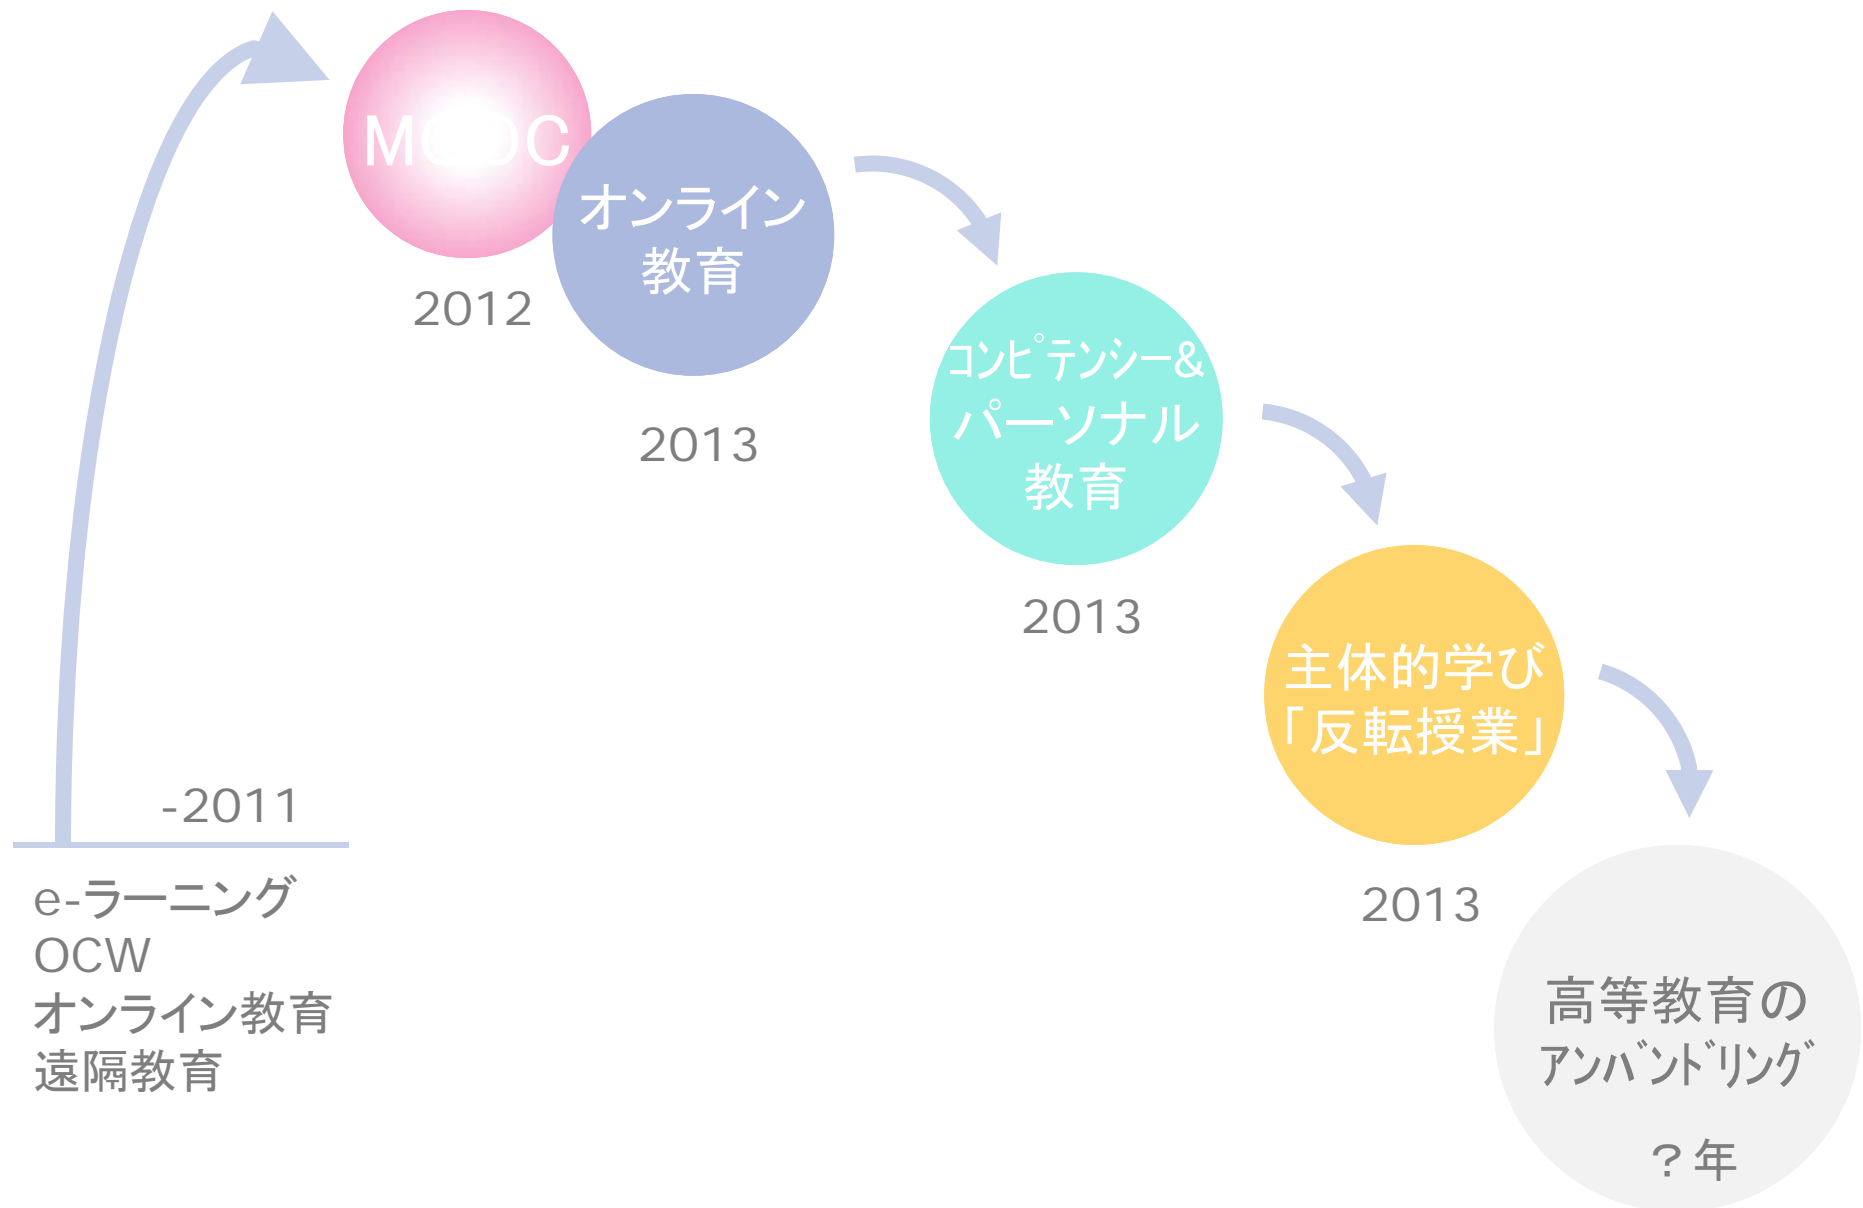 MOOC
2012
オンライン
教育
2013
コンピテンシー&
パーソナル
教育
2013
主体的学び
「反転授業」
2013
高等教育の
アンバンドリング
？年
-2011
e-ラーニング
OCW
オンライン教育
遠隔教育